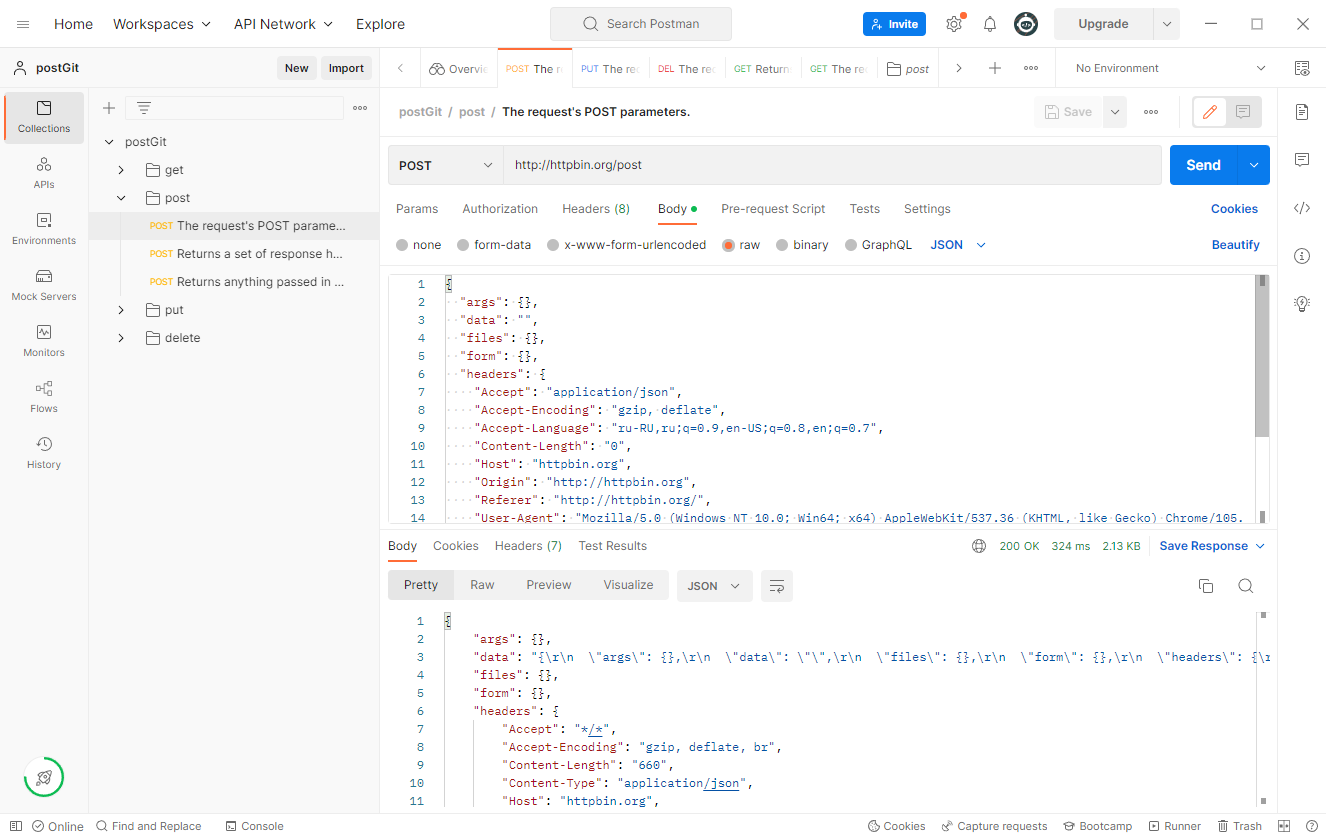 Home Workspaces API Network Explore Search Postman Invite Upgrade
postGit New Import Overvie POST The r PUT The re DEL The re GET Return GET The re post No Environment
Collections
APIs
Environments
Mock Servers
Monitors
Flows
History
postGit
get
post
POST The request's POST parame...
POST Returns a set of response h...
POST Returns anything passed in ...
put
delete
postGit / post / The request's POST parameters. Save
POST http://httpbin.org/post Send
Params Authorization Headers (8) Body Pre-request Script Tests Settings Cookies
none form-data x-www-form-urlencoded raw binary GraphQL JSON Beautify
1 {
2 "args": {},
3 "data": "",
4 "files": {},
5 "form": {},
6 "headers": {
7 "Accept": "application/json",
8 "Accept-Encoding": "gzip, deflate",
9 "Accept-Language": "ru-RU,ru;q=0.9,en-US;q=0.8,en;q=0.7",
10 "Content-Length": "0",
11 "Host": "httpbin.org",
12 "Origin": "http://httpbin.org",
13 "Referer": "http://httpbin.org/",
14 "User-Agent": "Mozilla/5.0 (Windows NT 10.0; Win64; x64) AppleWebKit/537.36 (KHTML, like Gecko) Chrome/105.
Body Cookies Headers (7) Test Results 200 OK 324 ms 2.13 KB Save Response
Pretty Raw Preview Visualize JSON
1 {
2 "args": {},
3 "data": "{\r\n  \"args\": {},\r\n  \"data\": \"\",\r\n  \"files\": {},\r\n  \"form\": {},\r\n  \"headers\": {\r
4 "files": {},
5 "form": {},
6 "headers": {
7 "Accept": "*/*",
8 "Accept-Encoding": "gzip, deflate, br",
9 "Content-Length": "660",
10 "Content-Type": "application/json",
11 "Host": "httpbin.org",
Online Find and Replace Console Cookies Capture requests Bootcamp Runner Trash